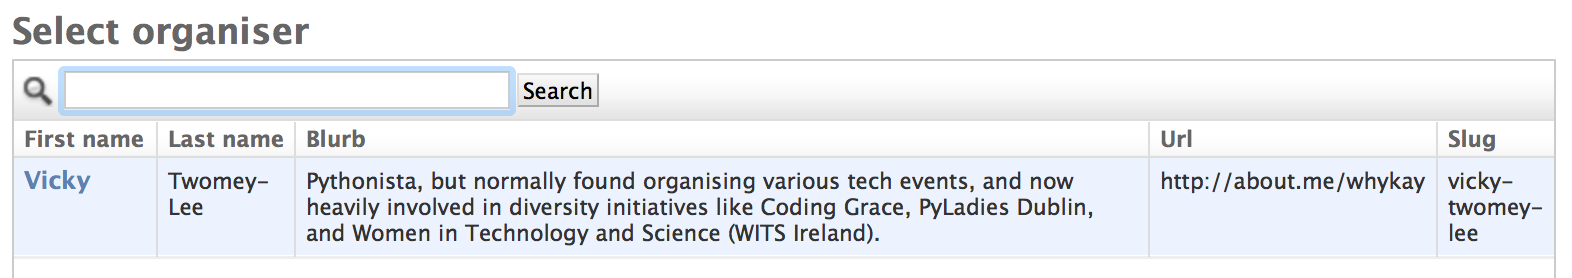 Select organiser
Search
First name Last name Blurb Url Slug
Vicky Twomey- Pythonista, but normally found organising various tech events, and now http://about.me/whykay vicky-
Lee heavily involved in diversity initiatives like Coding Grace, PyLadies Dublin, twomey-
and Women in Technology and Science (WITS Ireland). lee